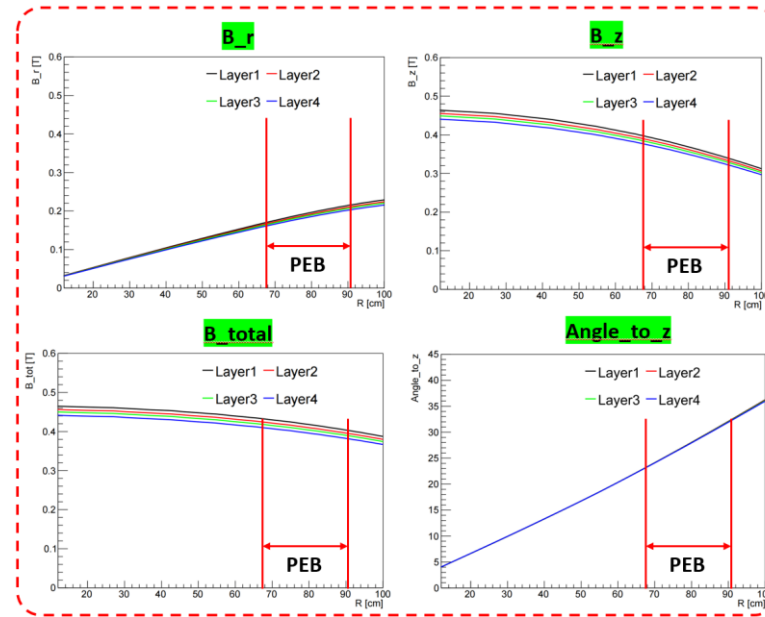 B_r
B_r [T]
0.6
0.5
0.4
0.3
0.2
0.1
0
Layer1 Layer2
Layer3 Layer4
PEB
20 30 40 50 60 70 80 90 100
R [cm]
B_z
B_z [T]
0.6
0.5
0.4
0.3
0.2
0.1
0
Layer1 Layer2
Layer3 Layer4
PEB
20 30 40 50 60 70 80 90 100
R [cm]
B_total
B_tot [T]
0.6
0.5
0.4
0.3
0.2
0.1
0
Layer1 Layer2
Layer3 Layer4
PEB
20 30 40 50 60 70 80 90 100
R [cm]
Angle_to_z
Angle_to_z
45
40
35
30
25
20
15
10
5
0
Layer1 Layer2
Layer3 Layer4
PEB
20 30 40 50 60 70 80 90 100
R [cm]